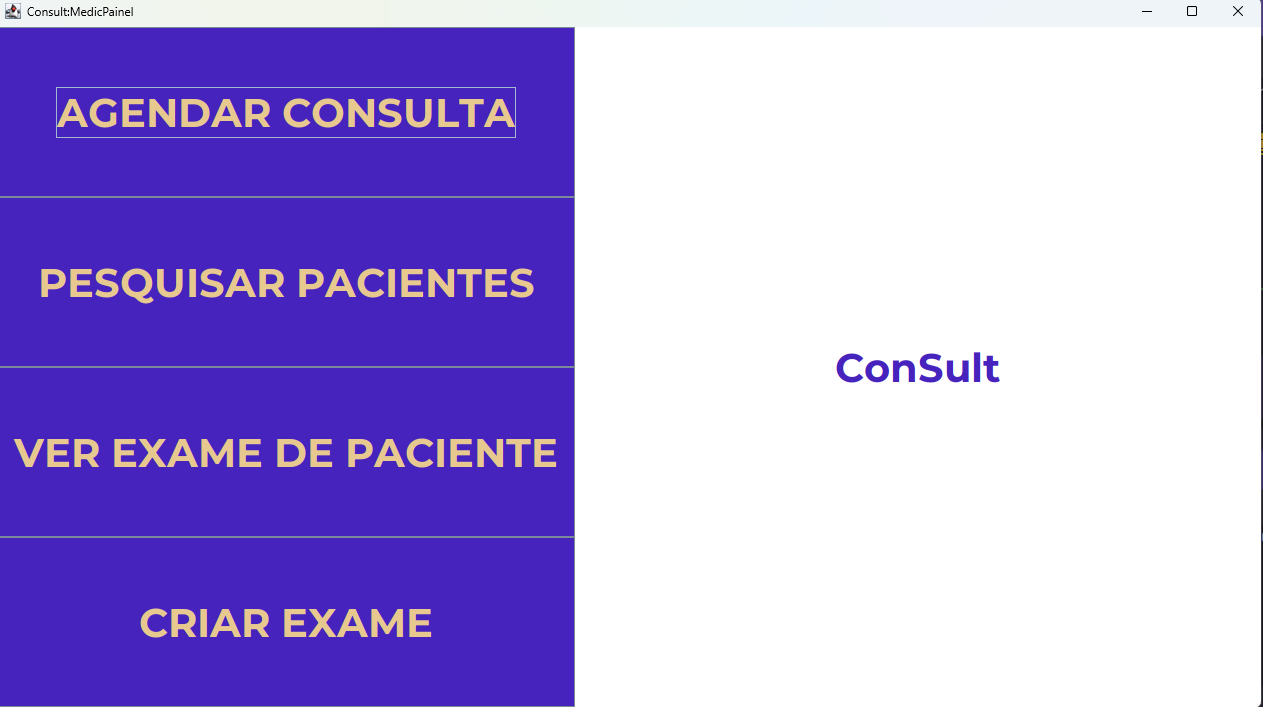 Consult:MedicPainel
AGENDAR CONSULTA
PESQUISAR PACIENTES
VER EXAME DE PACIENTE
CRIAR EXAME
ConSult